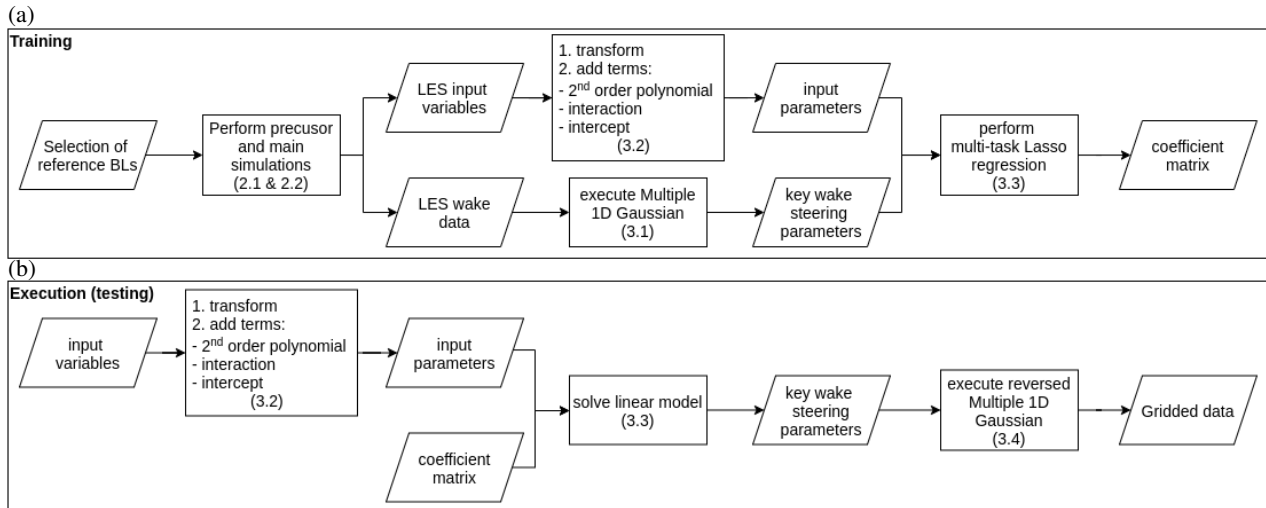 (a)
Training
Selection of
reference BLs
Perform precusor
and main
simulations
(2.1 & 2.2)
LES input
variables
1. transform
2. add terms:
- 2nd order polynomial
- interaction
- intercept
(3.2)
input
parameters
LES wake
data
execute Multiple
1D Gaussian
(3.1)
key wake
steering
parameters
perform
multi-task Lasso
regression
(3.3)
coefficient
matrix
(b)
Execution (testing)
input
variables
1. transform
2. add terms:
- 2nd order polynomial
- interaction
- intercept
(3.2)
input
parameters
coefficient
matrix
solve linear model
(3.3)
key wake
steering
parameters
execute reversed
Multiple 1D
Gaussian
(3.4)
Gridded data